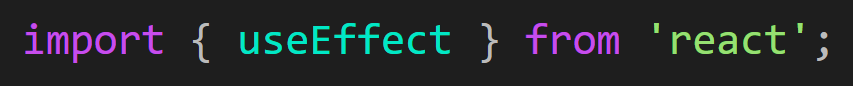 import { useEffect } from 'react';